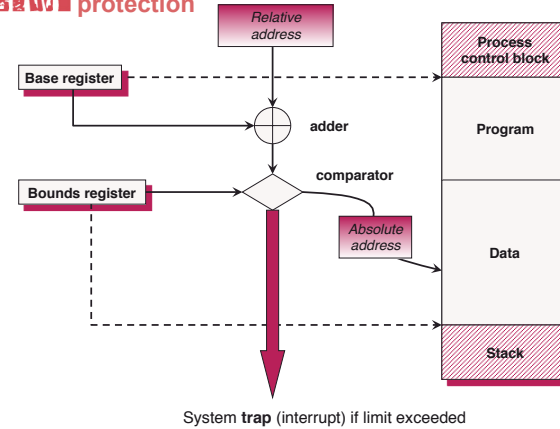 protection
Relative
address
Process
control block
Base register
adder
Program
comparator
Bounds register
Absolute
address
Data
Stack
System trap (interrupt) if limit exceeded